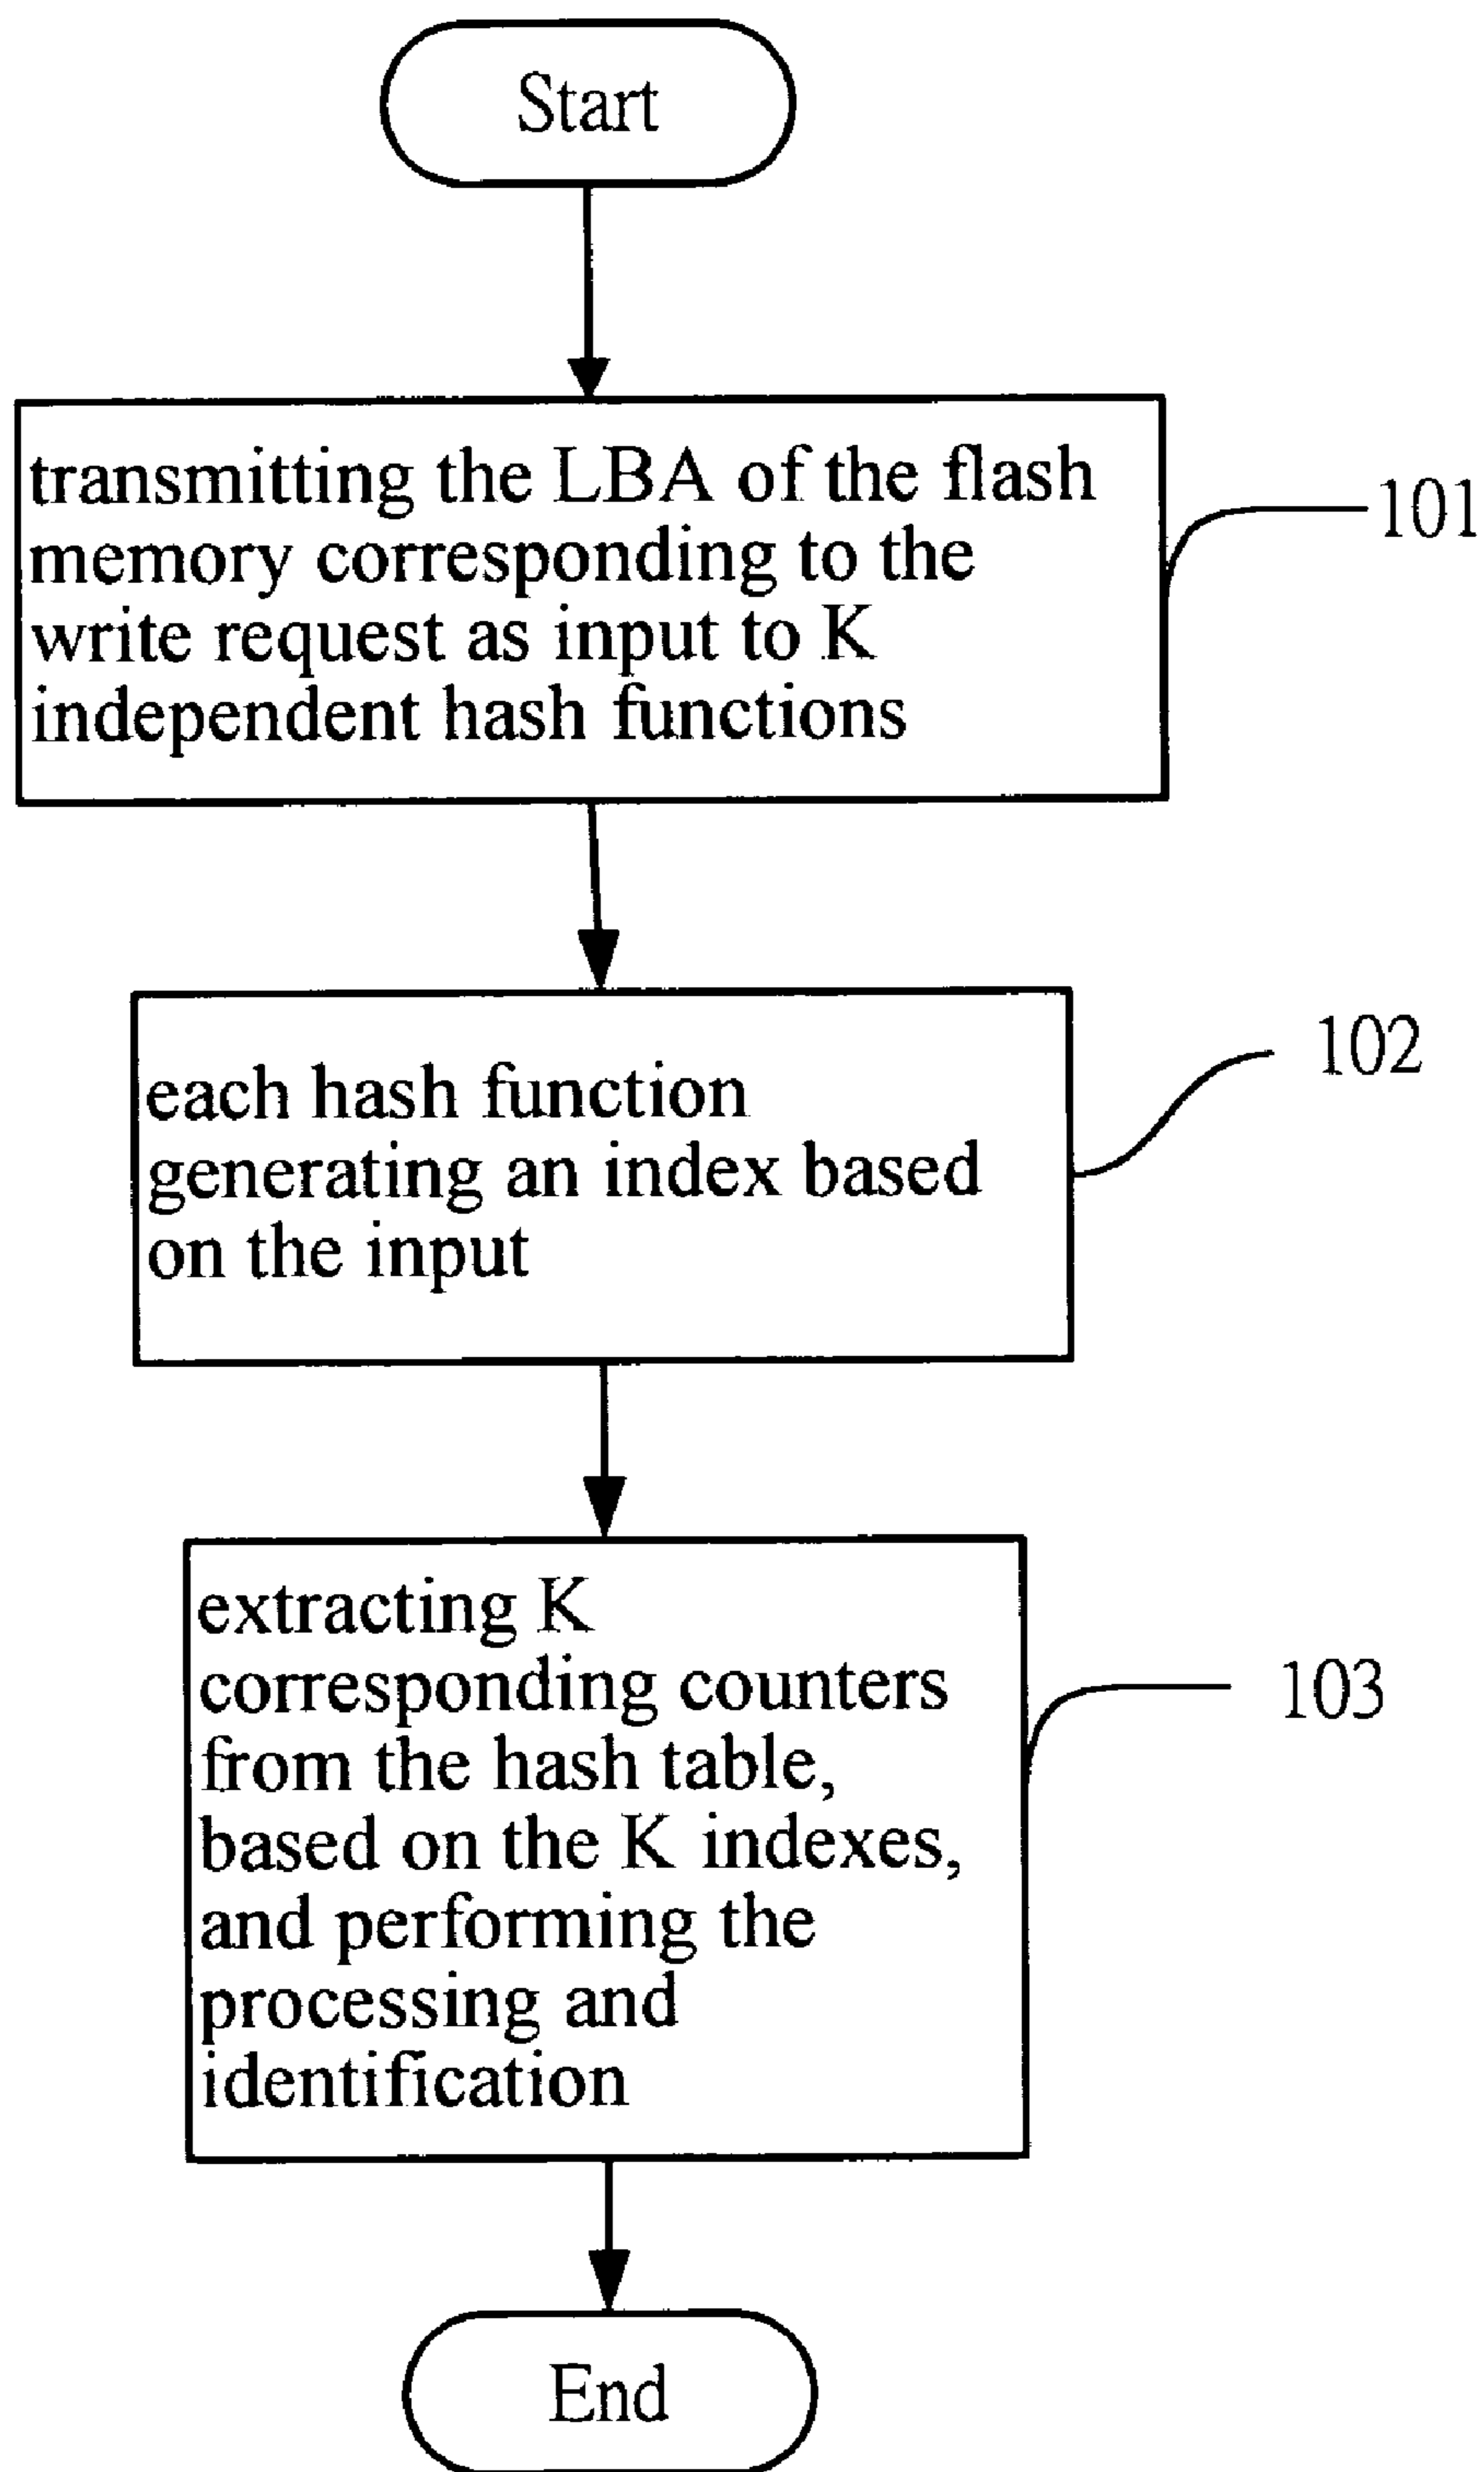 Start
transmitting the LBA of the flash
memory corresponding to the
write request as input to K
independent hash functions
101
each hash function
generating an index based
on the input
102
extracting K
corresponding counters
from the hash table,
based on the K indexes,
and performing the
processing and
identification
103
End